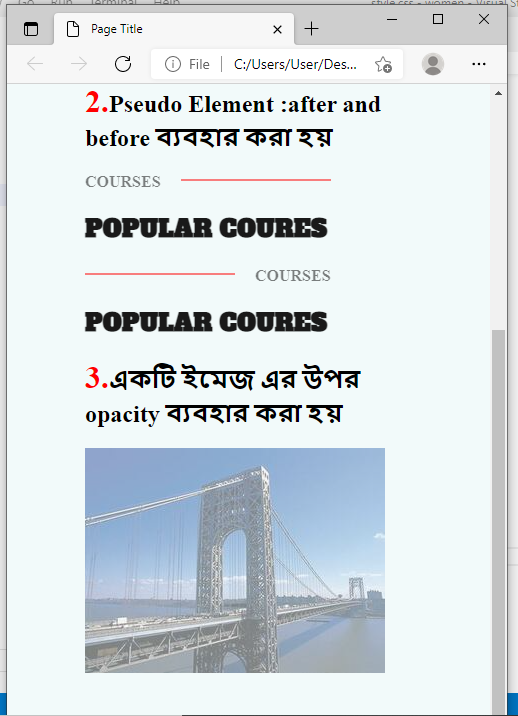 Page Title
File
C:/Users/User/Des...
2.Pseudo Element :after and
before ব্যবহার করা হয়
COURSES
POPULAR COURES
COURSES
POPULAR COURES
3.একটি ইমেজ এর উপর
opacity ব্যবহার করা হয়